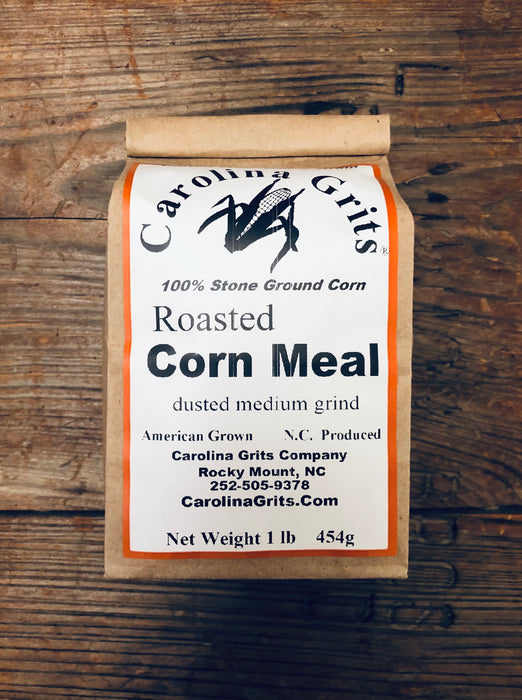 Carolina Grits®
100% Stone Ground Corn
Roasted
Corn Meal
dusted medium grind
American Grown N.C. Produced
Carolina Grits Company
Rocky Mount, NC
252-505-9378
CarolinaGrits.Com
Net Weight 1 lb 454g